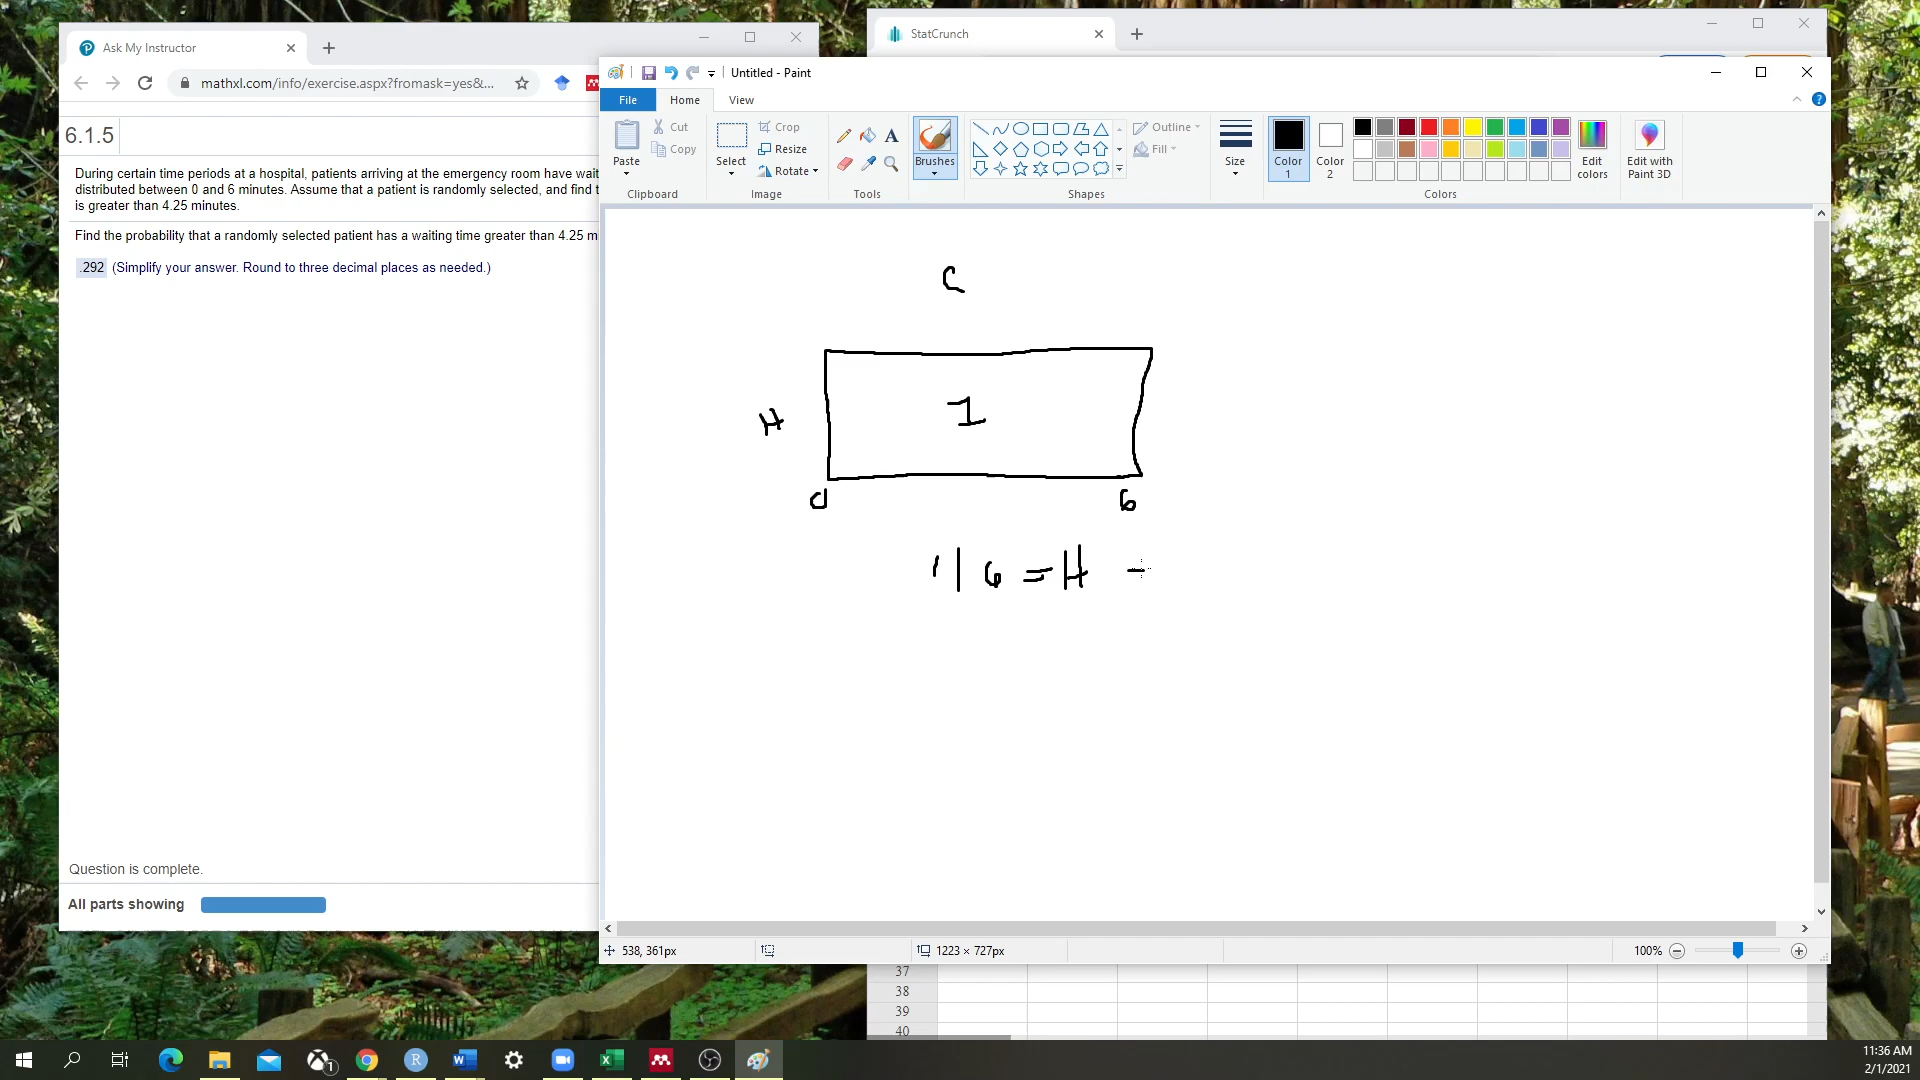 Ask My Instructor
StatCrunch
mathxl.com/info/exercise.aspx?fromask=yes&...
Untitled - Paint
File
Home
View
Paste
Cut
Copy
Clipboard
Select
Crop
Resize
Rotate
Image
Tools
Brushes
Shapes
Outline
Fill
Size
Color 1
Color 2
Edit colors
Edit with Paint 3D
Colors
6.1.5
During certain time periods at a hospital, patients arriving at the emergency room have wait
distributed between 0 and 6 minutes. Assume that a patient is randomly selected, and find t
is greater than 4.25 minutes.
Find the probability that a randomly selected patient has a waiting time greater than 4.25 m
.292 (Simplify your answer. Round to three decimal places as needed.)
H
1
0
6
1/6 = H
Question is complete.
All parts showing
538, 361px
1223 × 727px
100%
37
38
39
40
11:36 AM
2/1/2021